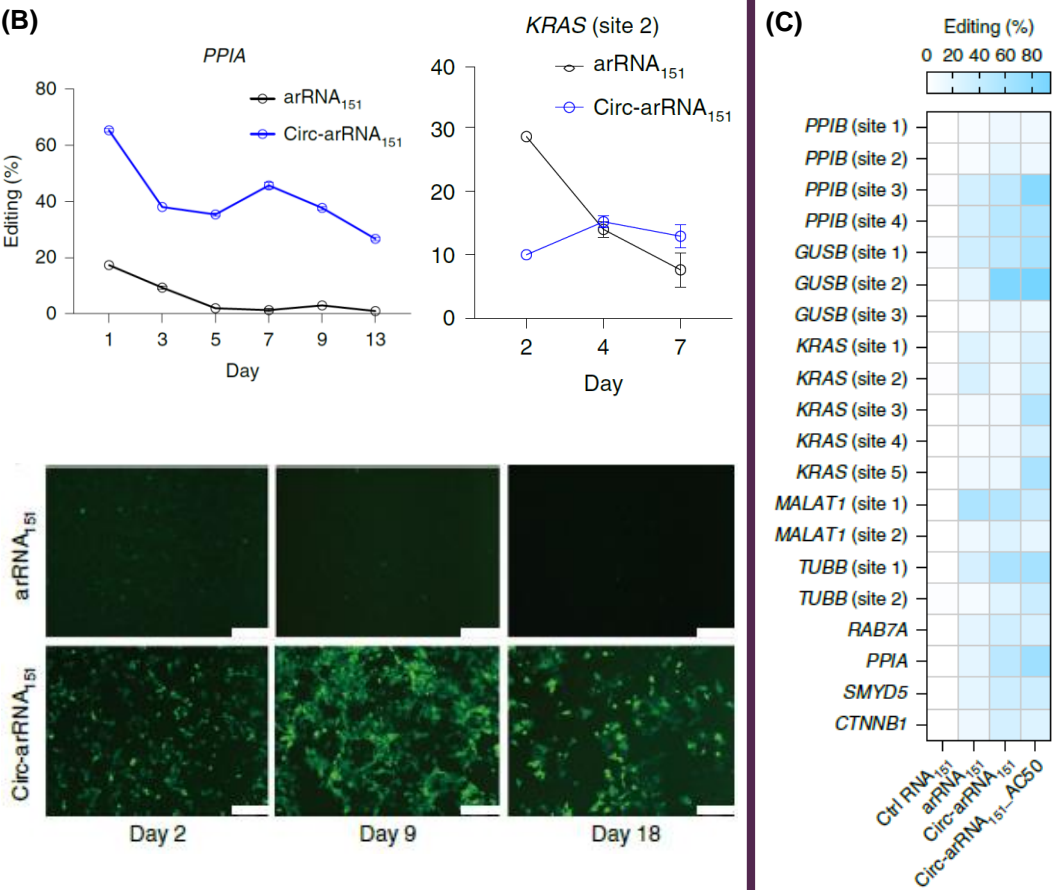 (B)
PPIA
arRNA151
Circ-arRNA151
Editing (%)
80
60
40
20
0
1 3 5 7 9 13
Day
KRAS (site 2)
arRNA151
Circ-arRNA151
40
30
20
10
0
2 4 7
Day
arRNA151
Circ-arRNA151
Day 2 Day 9 Day 18
(C)
Editing (%)
0 20 40 60 80
PPIB (site 1)
PPIB (site 2)
PPIB (site 3)
PPIB (site 4)
GUSB (site 1)
GUSB (site 2)
GUSB (site 3)
KRAS (site 1)
KRAS (site 2)
KRAS (site 3)
KRAS (site 4)
KRAS (site 5)
MALAT1 (site 1)
MALAT1 (site 2)
TUBB (site 1)
TUBB (site 2)
RAB7A
PPIA
SMYD5
CTNNB1
Ctrl RNA151
arRNA151
Circ-arRNA151
Circ-arRNA151_AC50